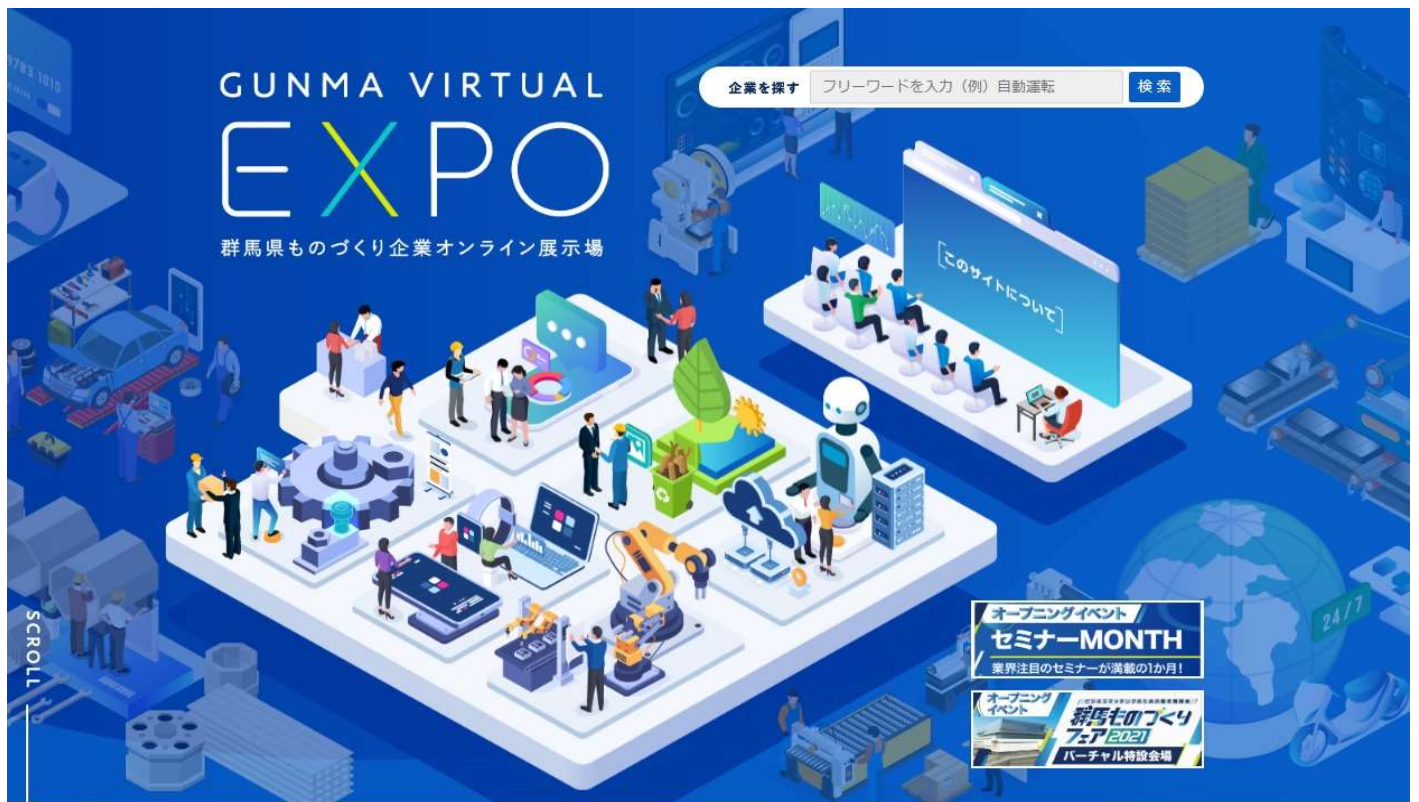 GUNMA VIRTUAL
EXPO
群馬県ものづくり企業オンライン展示場
企業を探す
フリーワードを入力（例）自動運転
検索
[このサイトについて]
9783 1010
24/7
SCROLL
オープニングイベント
セミナーMONTH
業界注目のセミナーが満載の1か月！
オープニング
イベント
群馬ものづくり
フェア2021
バーチャル特設会場